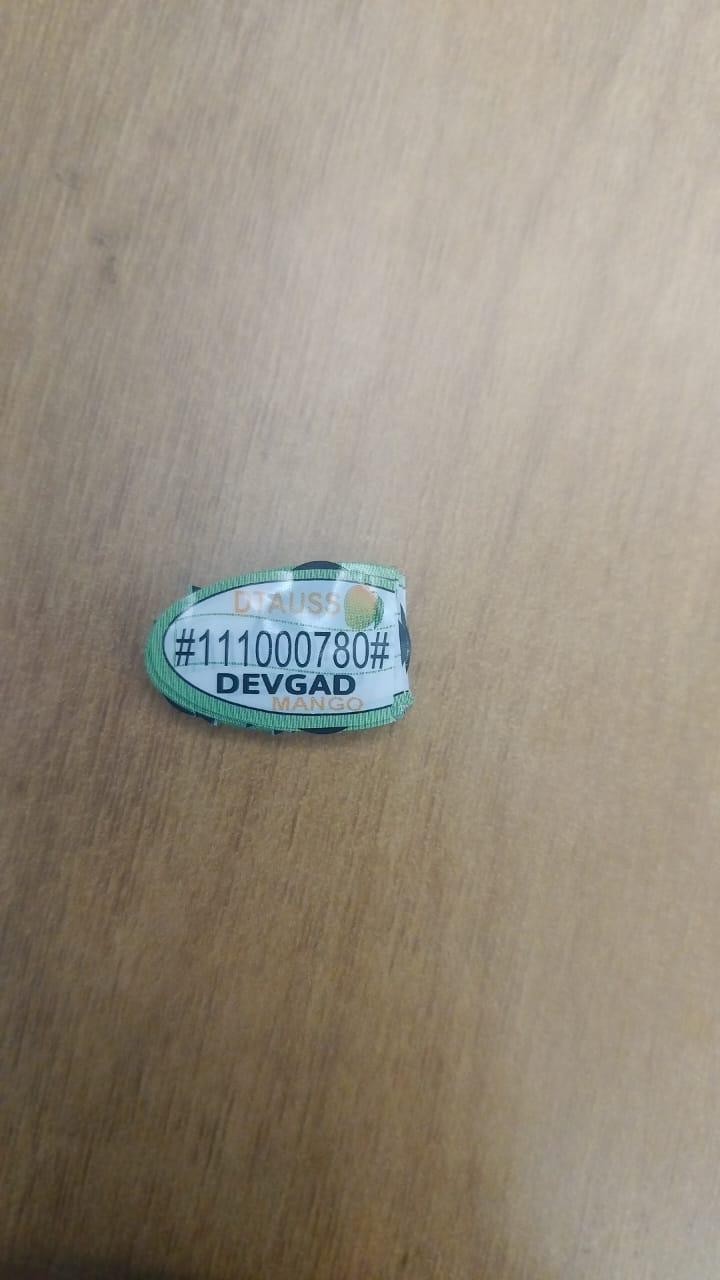 DTAUSS
#111000780#
DEVGAD
MANGO